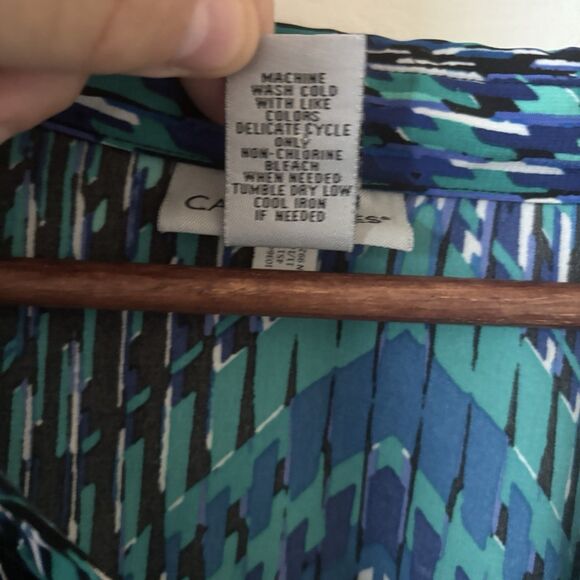 MACHINE
WASH COLD
WITH LIKE
COLORS
DELICATE CYCLE
ONLY
NON-CHLORINE
BLEACH
WHEN NEEDED
TUMBLE DRY LOW
COOL IRON
IF NEEDED